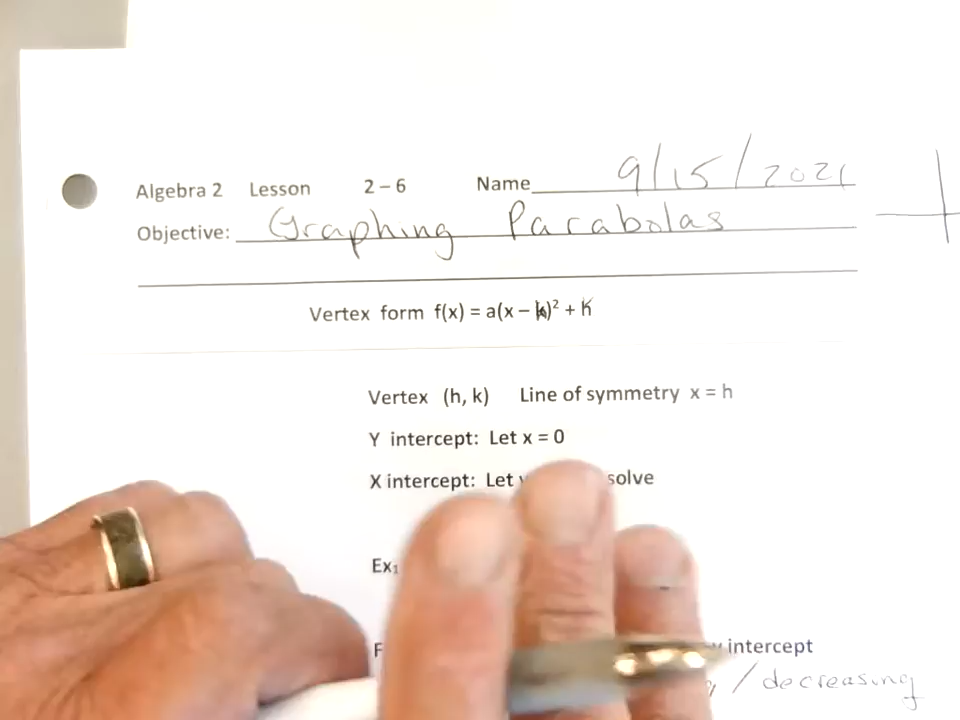 Algebra 2 Lesson 2 – 6 Name 9/15/2021
Objective: Graphing Parabolas
Vertex form f(x) = a(x – h)² + k
Vertex (h, k) Line of symmetry x = h
Y intercept: Let x = 0
X intercept: Let solve
Ex₁
intercept
/ decreasing